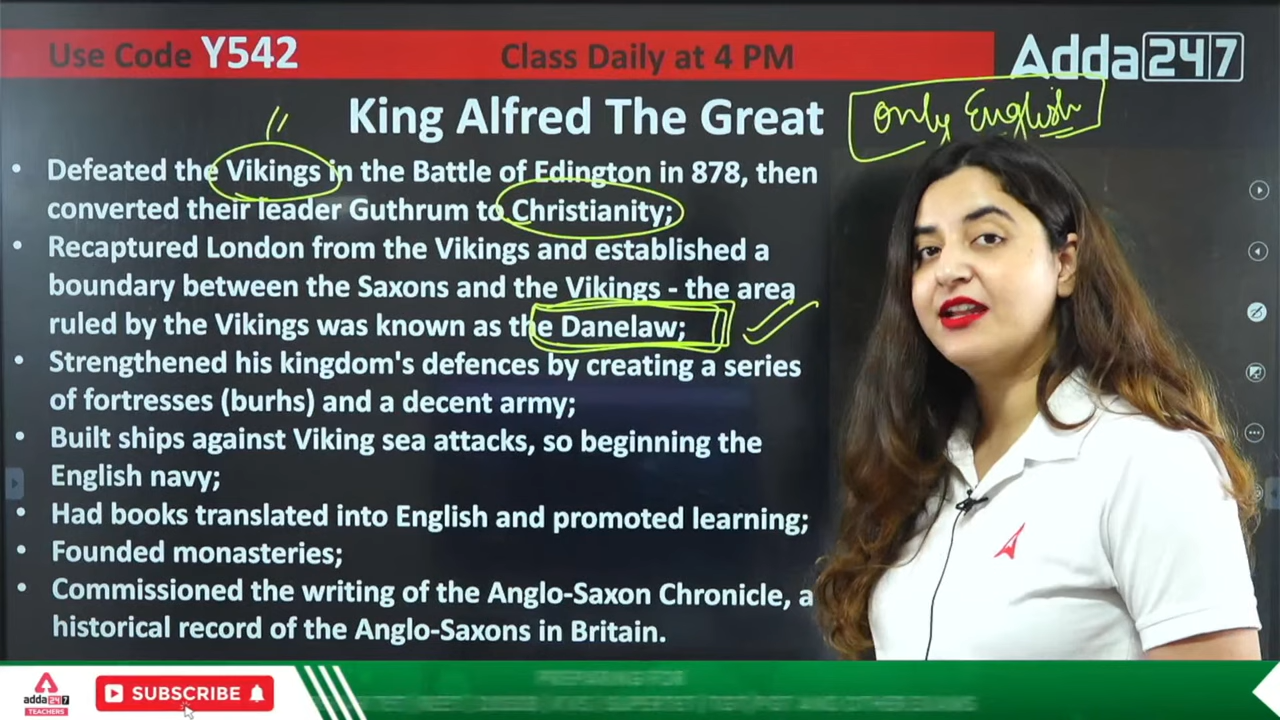 Use Code Y542
Class Daily at 4 PM
Adda247
King Alfred The Great
Only English
• Defeated the Vikings in the Battle of Edington in 878, then
converted their leader Guthrum to Christianity;
• Recaptured London from the Vikings and established a
boundary between the Saxons and the Vikings - the area
ruled by the Vikings was known as the Danelaw;
• Strengthened his kingdom's defences by creating a series
of fortresses (burhs) and a decent army;
• Built ships against Viking sea attacks, so beginning the
English navy;
• Had books translated into English and promoted learning;
• Founded monasteries;
• Commissioned the writing of the Anglo-Saxon Chronicle, a
historical record of the Anglo-Saxons in Britain.
adda247
TEACHERS
SUBSCRIBE